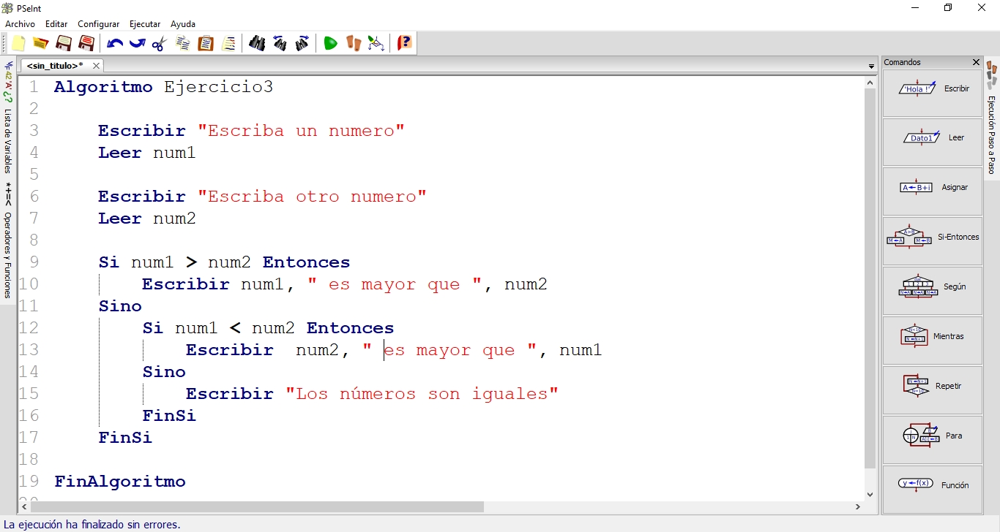 PSeInt
Archivo Editar Configurar Ejecutar Ayuda
<sin_titulo>*
1 Algoritmo Ejercicio3
2
3 Escribir "Escriba un numero"
4 Leer num1
5
6 Escribir "Escriba otro numero"
7 Leer num2
8
9 Si num1 > num2 Entonces
10 Escribir num1, " es mayor que ", num2
11 Sino
12 Si num1 < num2 Entonces
13 Escribir  num2, " es mayor que ", num1
14 Sino
15 Escribir "Los números son iguales"
16 FinSi
17 FinSi
18
19 FinAlgoritmo
Lista de Variables
*+=< Operadores y Funciones
Comandos
'Hola !' Escribir
Dato1 Leer
A←B+i Asignar
A>B
M←A M←B Si-Entonces
Según
Mientras
Repetir
Para
y←f(x) Función
Ejecución Paso a Paso
La ejecución ha finalizado sin errores.